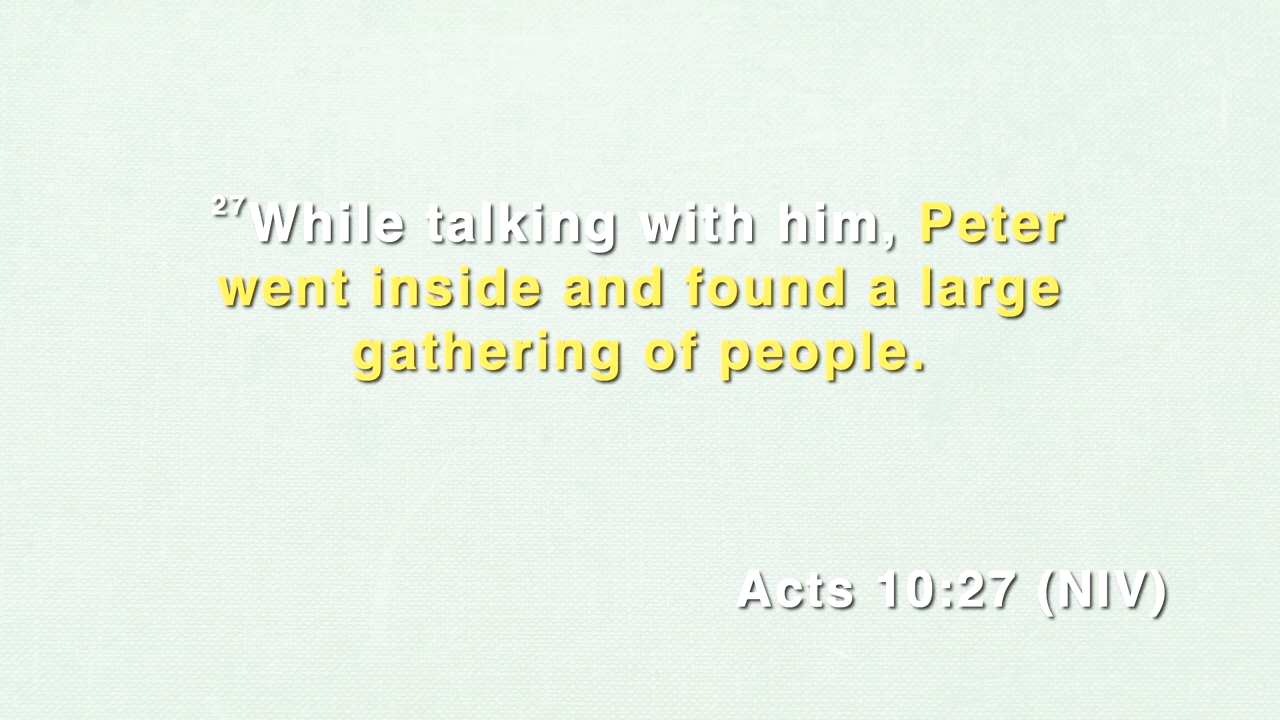 27While talking with him, Peter
went inside and found a large
gathering of people.
Acts 10:27 (NIV)